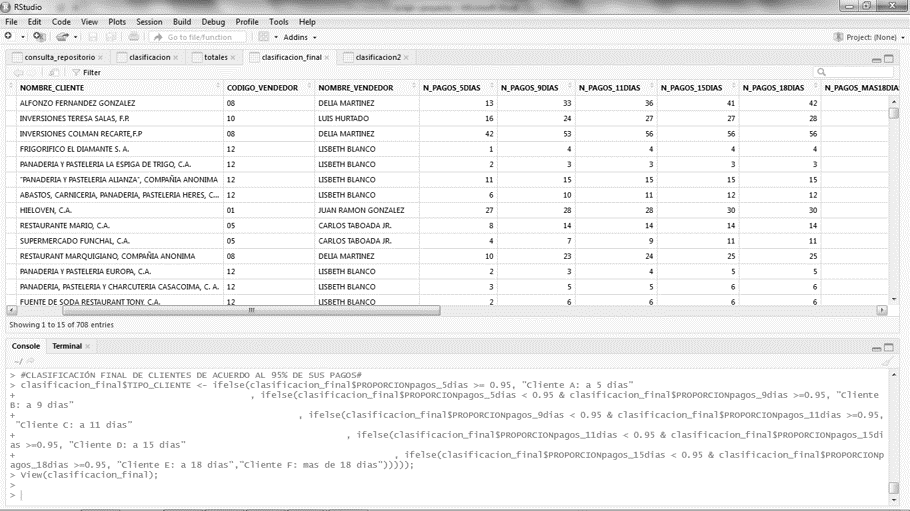 RStudio
File Edit Code View Plots Session Build Debug Profile Tools Help
Go to file/function Addins Project: (None)
consulta_repositorio clasificacion totales clasificacion_final clasificacion2
Filter
NOMBRE_CLIENTE CODIGO_VENDEDOR NOMBRE_VENDEDOR N_PAGOS_5DIAS N_PAGOS_9DIAS N_PAGOS_11DIAS N_PAGOS_15DIAS N_PAGOS_18DIAS N_PAGOS_MAS18DIA
ALFONZO FERNANDEZ GONZALEZ 08 DELIA MARTINEZ 13 33 36 41 42
INVERSIONES TERESA SALAS, F.P. 10 LUIS HURTADO 16 24 27 27 28
INVERSIONES COLMAN RECARTE,F.P 08 DELIA MARTINEZ 42 53 56 56 56
FRIGORIFICO EL DIAMANTE S. A. 12 LISBETH BLANCO 1 4 4 4 4
PANADERIA Y PASTELERIA LA ESPIGA DE TRIGO, C.A. 12 LISBETH BLANCO 2 3 3 3 3
"PANADERIA Y PASTELERIA ALIANZA", COMPAÑIA ANONIMA 12 LISBETH BLANCO 11 15 15 15 15
ABASTOS, CARNICERIA, PANADERIA, PASTELERIA HERES, C... 12 LISBETH BLANCO 6 10 11 12 12
HIELOVEN, C.A. 01 JUAN RAMON GONZALEZ 27 28 28 30 30
RESTAURANTE MARIO, C.A. 05 CARLOS TABOADA JR. 8 14 14 14 14
SUPERMERCADO FUNCHAL, C.A. 05 CARLOS TABOADA JR. 4 7 9 11 11
RESTAURANT MARQUIGIANO, COMPAÑIA ANONIMA 08 DELIA MARTINEZ 10 23 24 25 25
PANADERIA Y PASTELERIA EUROPA, C.A. 12 LISBETH BLANCO 2 3 4 5 5
PANADERIA, PASTELERIA Y CHARCUTERIA CASACOIMA, C. A. 12 LISBETH BLANCO 3 5 5 6 6
FUENTE DE SODA RESTAURANT TONY, C.A. 12 LISBETH BLANCO 2 6 6 6 6
Showing 1 to 15 of 708 entries
Console Terminal
~/
> #CLASIFICACIÓN FINAL DE CLIENTES DE ACUERDO AL 95% DE SUS PAGOS#
> clasificacion_final$TIPO_CLIENTE <- ifelse(clasificacion_final$PROPORCIONpagos_5dias >= 0.95, "Cliente A: a 5 dias"
+ , ifelse(clasificacion_final$PROPORCIONpagos_5dias < 0.95 & clasificacion_final$PROPORCIONpagos_9dias >=0.95, "Cliente
B: a 9 dias"
+ , ifelse(clasificacion_final$PROPORCIONpagos_9dias < 0.95 & clasificacion_final$PROPORCIONpagos_11dias >=0.95,
"Cliente C: a 11 dias"
+ , ifelse(clasificacion_final$PROPORCIONpagos_11dias < 0.95 & clasificacion_final$PROPORCIONpagos_15di
as >=0.95, "Cliente D: a 15 dias"
+ , ifelse(clasificacion_final$PROPORCIONpagos_15dias < 0.95 & clasificacion_final$PROPORCIONp
agos_18dias >=0.95, "Cliente E: a 18 dias","Cliente F: mas de 18 dias")))));
> View(clasificacion_final);
>
>